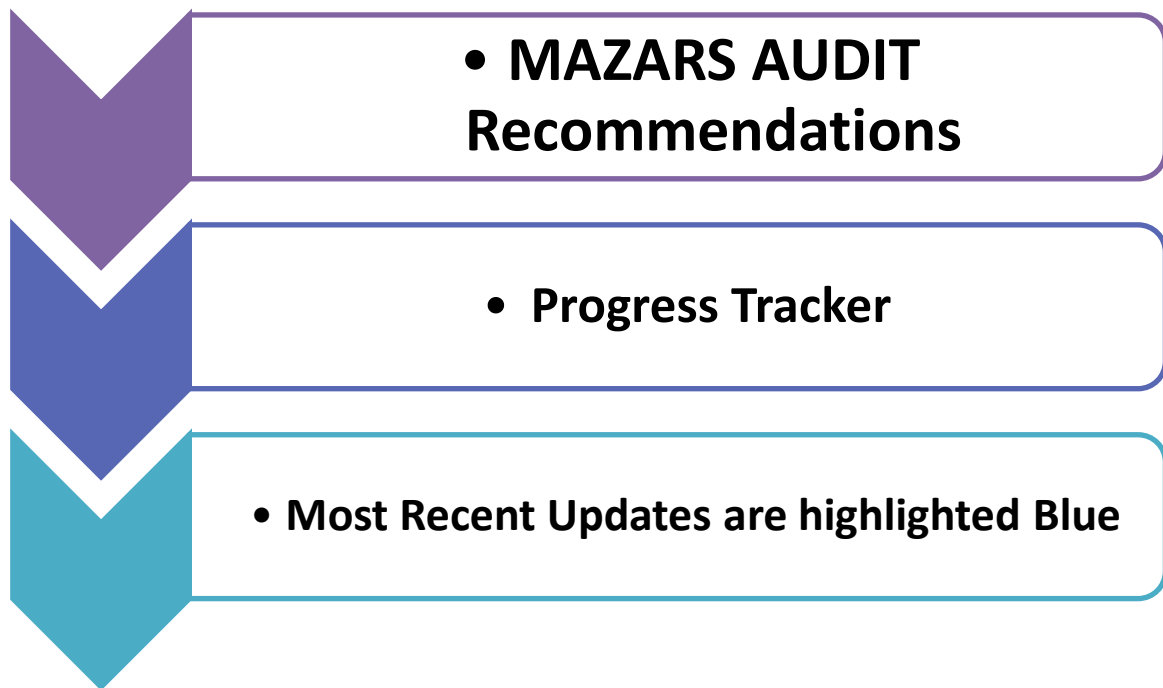 • MAZARS AUDIT
Recommendations
• Progress Tracker
• Most Recent Updates are highlighted Blue